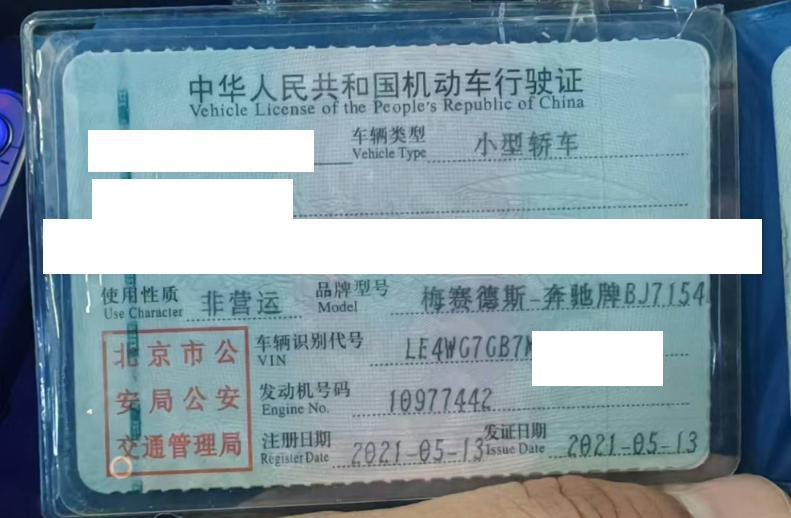 中华人民共和国机动车行驶证
Vehicle License of the People's Republic of China
车辆类型 小型轿车
Vehicle Type
使用性质 非营运 品牌型号 梅赛德斯-奔驰牌BJ7154
Use Character Model
北京市公
安局公安
交通管理局
车辆识别代号 LE4WG7GB7
VIN
发动机号码 10977442
Engine No.
注册日期 2021-05-13 发证日期 2021-05-13
Register Date Issue Date